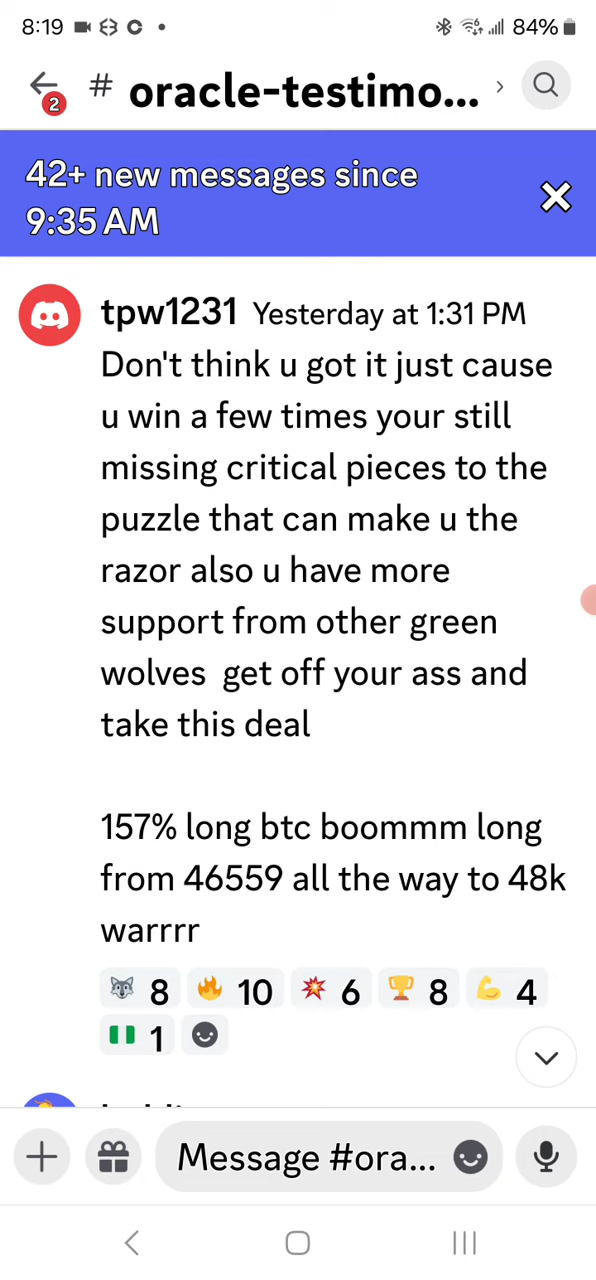 8:19
84%
2
# oracle-testimo...
42+ new messages since
9:35 AM
tpw1231 Yesterday at 1:31 PM
Don't think u got it just cause
u win a few times your still
missing critical pieces to the
puzzle that can make u the
razor also u have more
support from other green
wolves get off your ass and
take this deal
157% long btc boommm long
from 46559 all the way to 48k
warrrr
8 10 6 8 4
1
Message #ora...